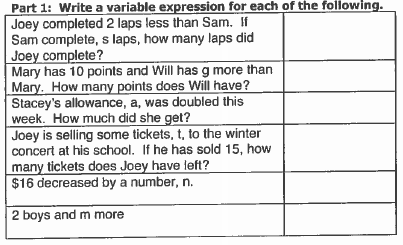 Part 1: Write a variable expression for each of the following.
Joey completed 2 laps less than Sam. If
Sam complete, s laps, how many laps did
Joey complete?
Mary has 10 points and Will has g more than
Mary. How many points does Will have?
Stacey's allowance, a, was doubled this
week. How much did she get?
Joey is selling some tickets, t, to the winter
concert at his school. If he has sold 15, how
many tickets does Joey have left?
$16 decreased by a number, n.
2 boys and m more